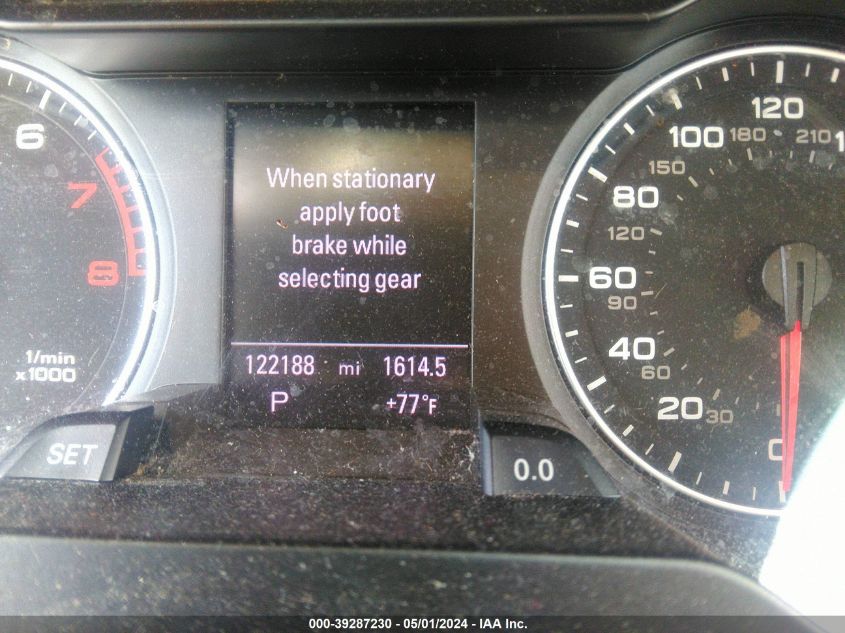 6
7
8
1/min
x1000
SET
When stationary
apply foot
brake while
selecting gear
122188 mi 1614.5
P +77°F
0.0
120
100 180 210
150
80
120
60
90
40
60
20 30
0
000-39287230 - 05/01/2024 - IAA Inc.